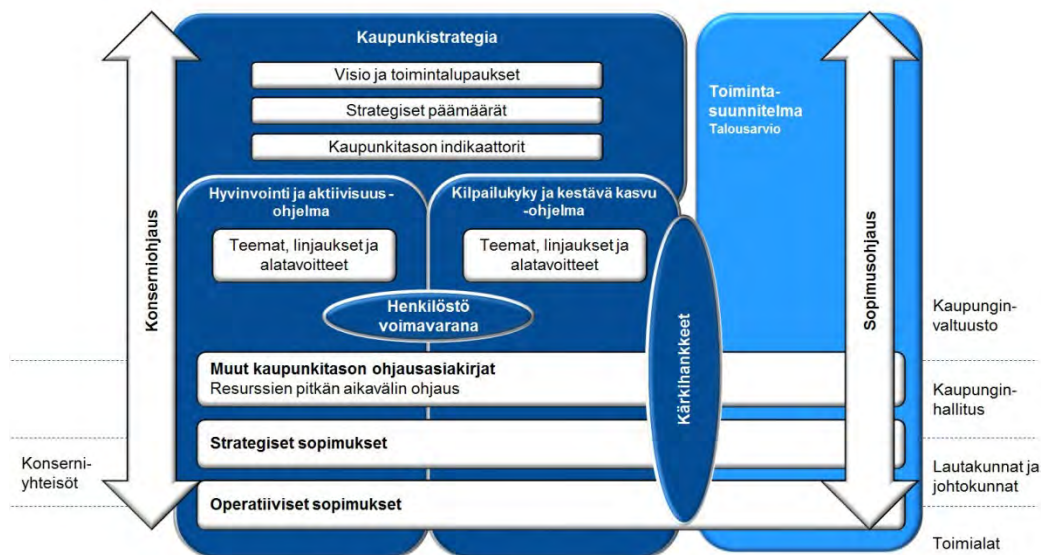 Kaupunkistrategia
Visio ja toimintalupaukset
Strategiset päämäärät
Kaupunkitason indikaattorit
Toiminta-
suunnitelma
Talousarvio
Hyvinvointi ja aktiivisuus -
ohjelma
Kilpailukyky ja kestävä kasvu
-ohjelma
Teemat, linjaukset ja
alatavoitteet
Teemat, linjaukset ja
alatavoitteet
Henkilöstö
voimavarana
Konserniohjaus
Sopimusohjaus
Kärkihankkeet
Muut kaupunkitason ohjausasiakirjat
Resurssien pitkän aikavälin ohjaus
Strategiset sopimukset
Operatiiviset sopimukset
Konserni-
yhteisöt
Kaupungin-
valtuusto
Kaupungin-
hallitus
Lautakunnat ja
johtokunnat
Toimialat